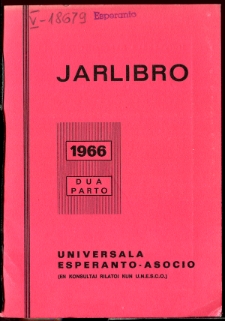 V-18679 Esperanto
JARLIBRO
1966
DUA
PARTO
UNIVERSALA
ESPERANTO-ASOCIO
(EN KONSULTAJ RILATOJ KUN U.N.E.S.C.O.)